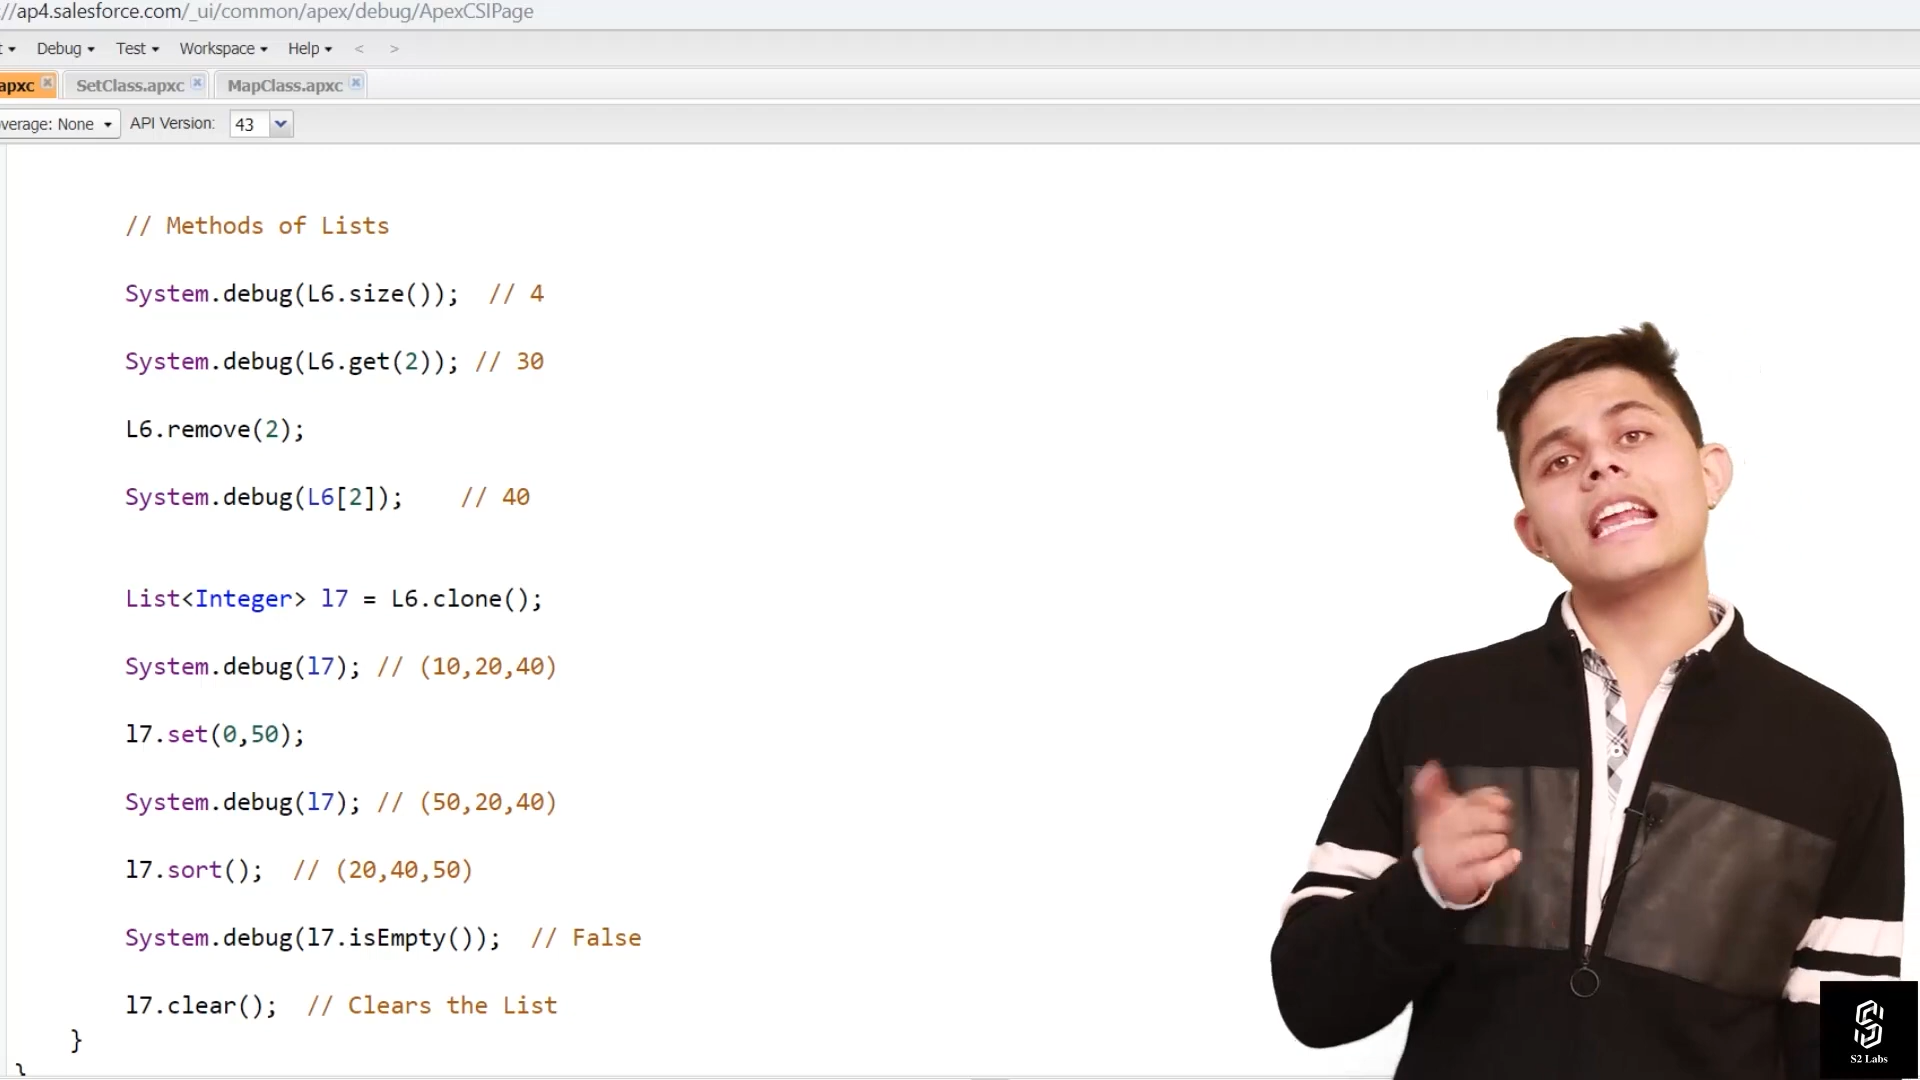 ://ap4.salesforce.com/_ui/common/apex/debug/ApexCSIPage
t Debug Test Workspace Help < >
apxc SetClass.apxc MapClass.apxc
verage: None API Version: 43
// Methods of Lists
System.debug(L6.size()); // 4
System.debug(L6.get(2)); // 30
L6.remove(2);
System.debug(L6[2]); // 40
List<Integer> l7 = L6.clone();
System.debug(l7); // (10,20,40)
l7.set(0,50);
System.debug(l7); // (50,20,40)
l7.sort(); // (20,40,50)
System.debug(l7.isEmpty()); // False
l7.clear(); // Clears the List
}
}
S2 Labs